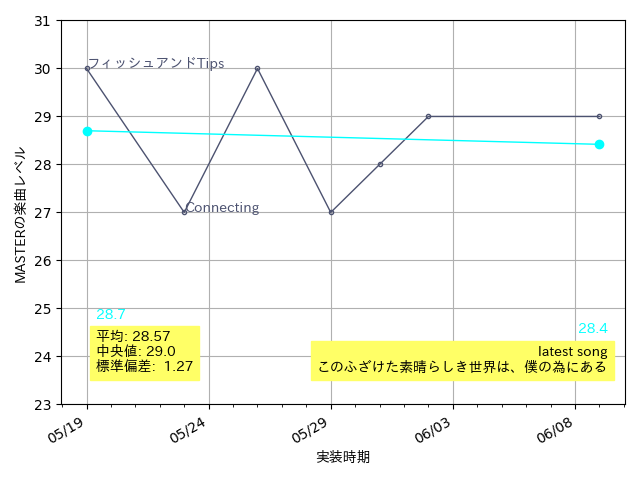 31
30
29
28
27
26
25
24
23
MASTERの楽曲レベル
フィッシュアンドTips
Connecting
28.7
28.4
平均: 28.57
中央値: 29.0
標準偏差: 1.27
latest song
このふざけた素晴らしき世界は、僕の為にある
05/19
05/24
05/29
06/03
06/08
実装時期